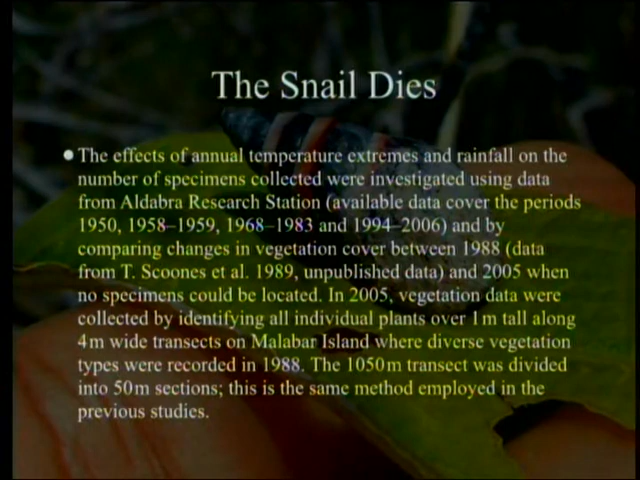 The Snail Dies
The effects of annual temperature extremes and rainfall on the
number of specimens collected were investigated using data
from Aldabra Research Station (available data cover the periods
1950, 1958–1959, 1968–1983 and 1994–2006) and by
comparing changes in vegetation cover between 1988 (data
from T. Scoones et al. 1989, unpublished data) and 2005 when
no specimens could be located. In 2005, vegetation data were
collected by identifying all individual plants over 1m tall along
4m wide transects on Malabar Island where diverse vegetation
types were recorded in 1988. The 1050m transect was divided
into 50m sections; this is the same method employed in the
previous studies.